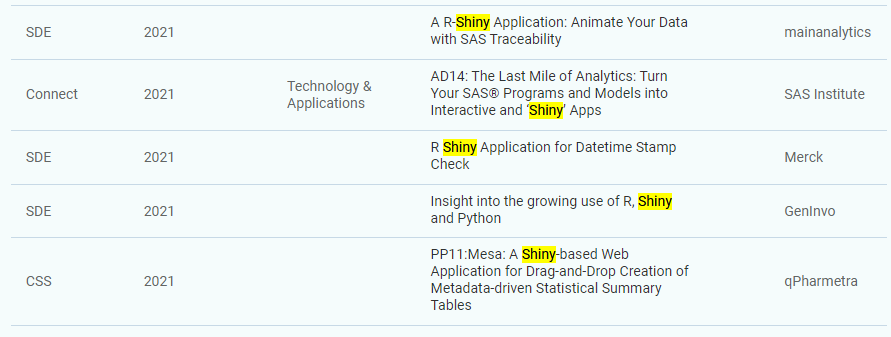 SDE 2021 A R-Shiny Application: Animate Your Data mainanalytics
with SAS Traceability
Connect 2021 Technology & AD14: The Last Mile of Analytics: Turn SAS Institute
Applications Your SAS® Programs and Models into
Interactive and ‘Shiny’ Apps
SDE 2021 R Shiny Application for Datetime Stamp Merck
Check
SDE 2021 Insight into the growing use of R, Shiny GenInvo
and Python
CSS 2021 PP11:Mesa: A Shiny-based Web qPharmetra
Application for Drag-and-Drop Creation of
Metadata-driven Statistical Summary
Tables